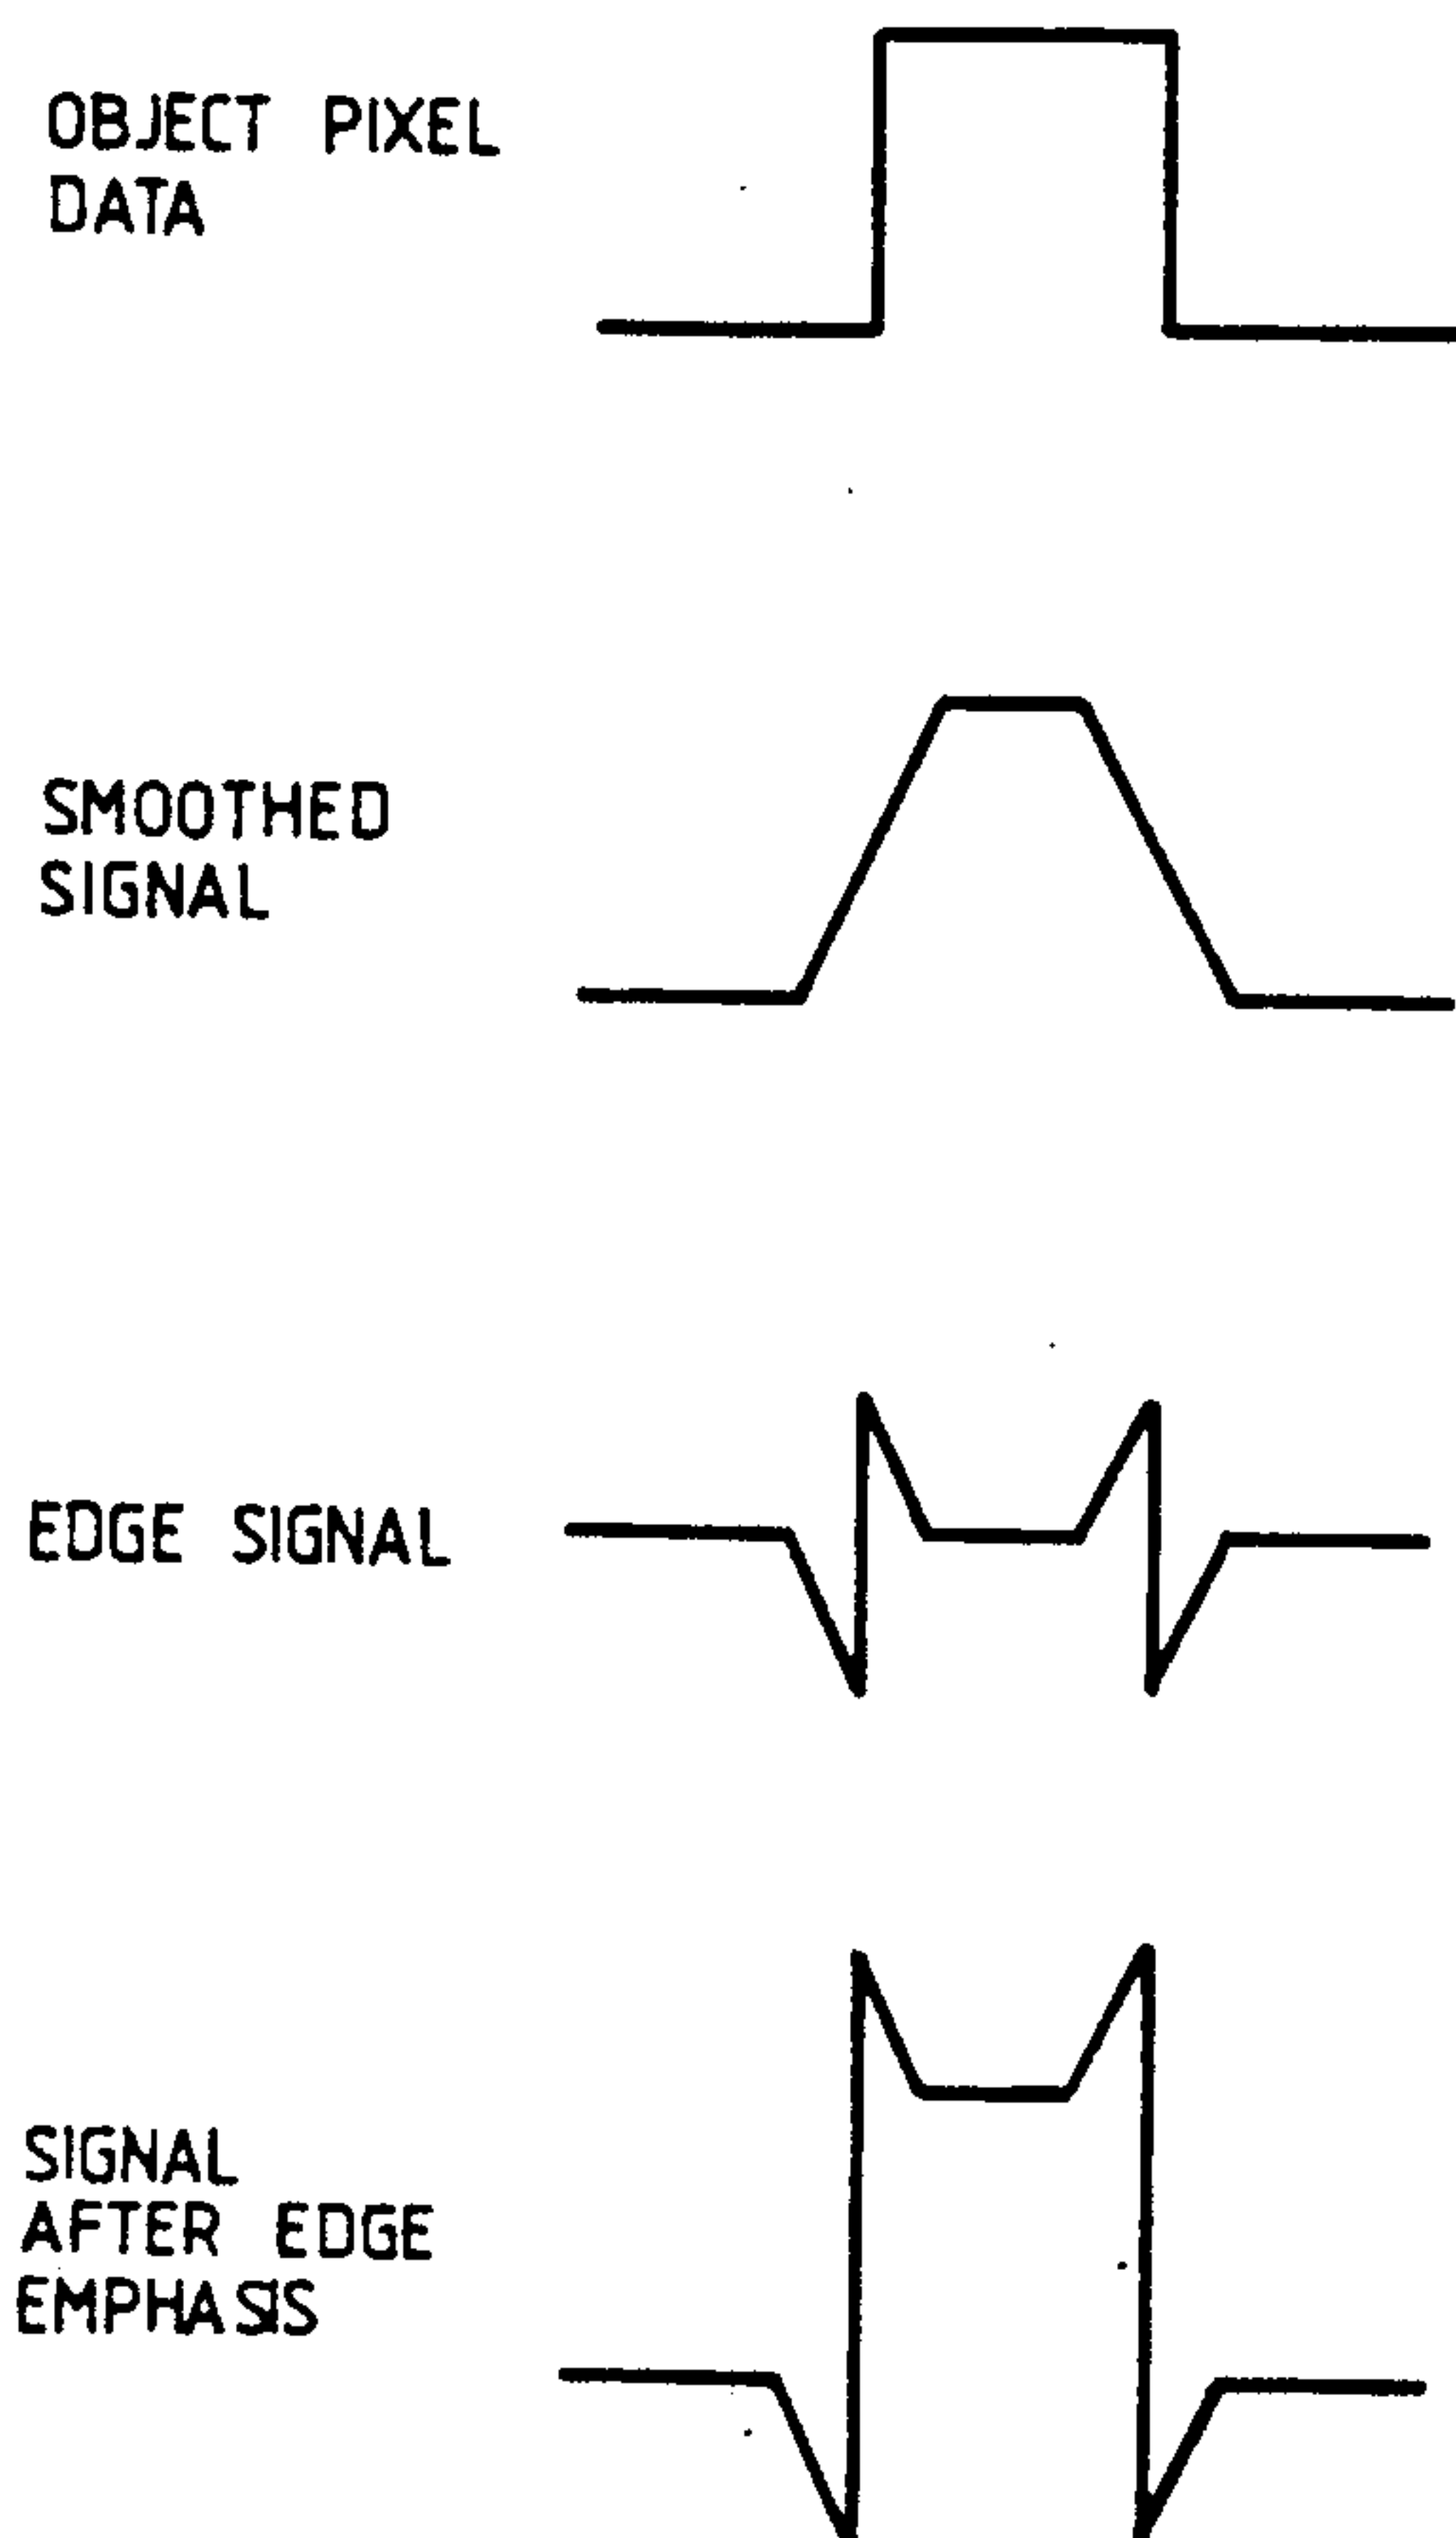 OBJECT PIXEL
DATA
SMOOTHED
SIGNAL
EDGE SIGNAL
SIGNAL
AFTER EDGE
EMPHASIS